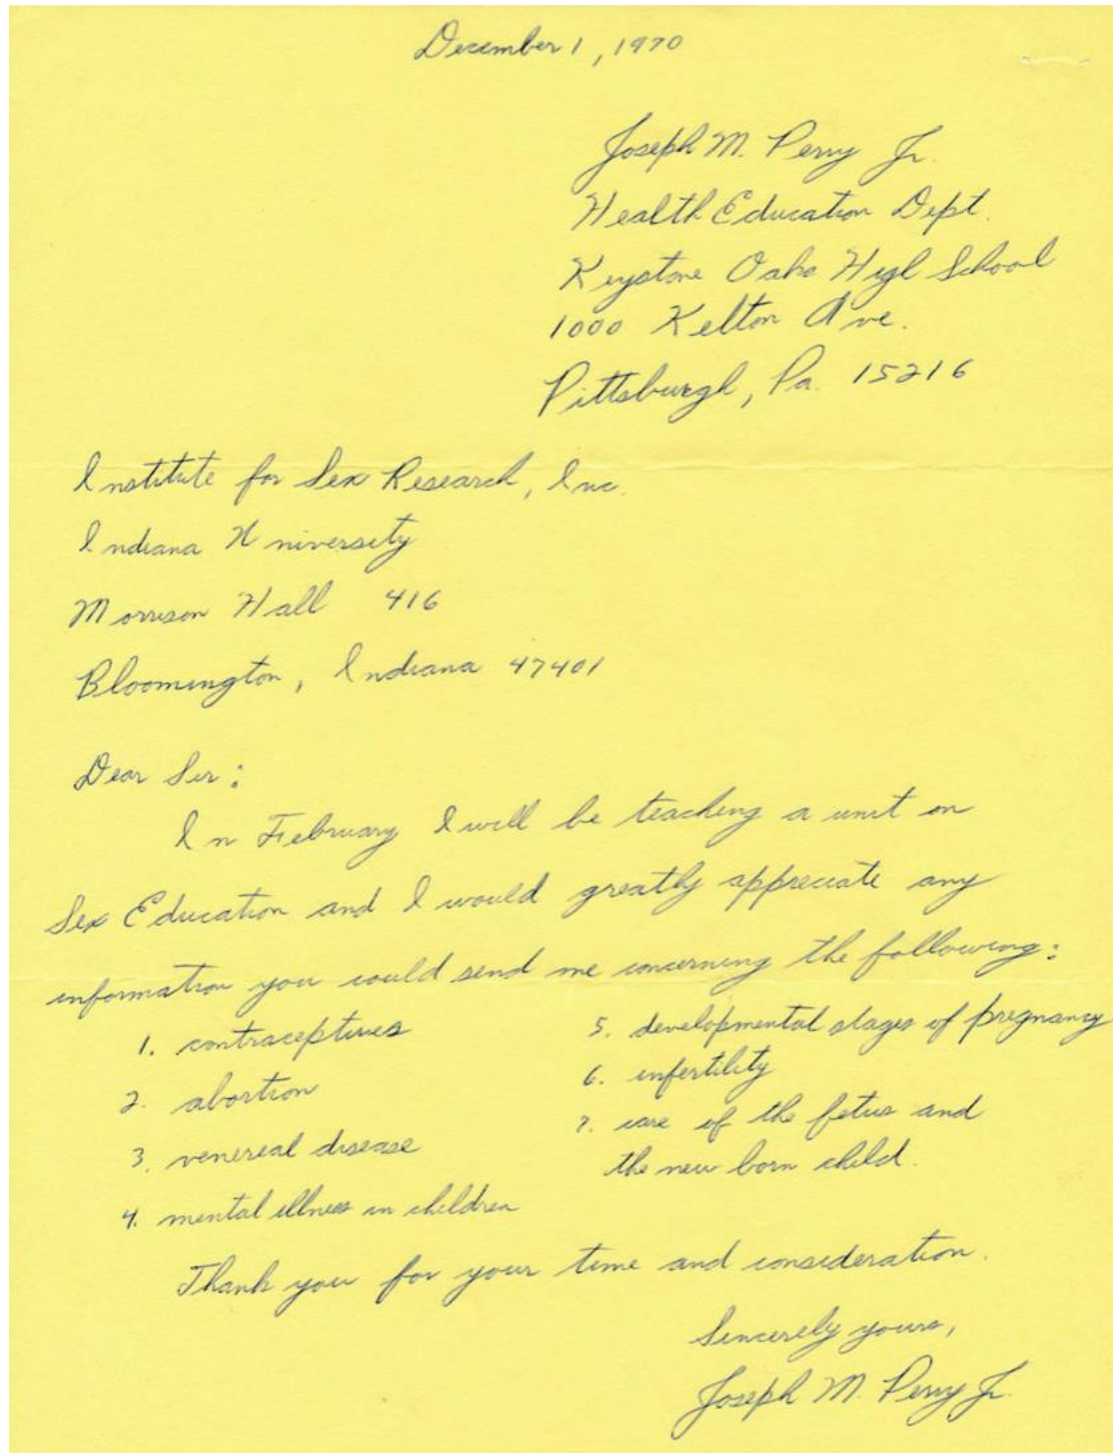 December 1, 1970
Joseph M. Perry Jr.
Health Education Dept.
Keystone Oaks High School
1000 Kelton Ave.
Pittsburgh, Pa. 15216
Institute for Sex Research, Inc.
Indiana University
Morrison Hall 416
Bloomington, Indiana 47401
Dear Sir:
In February I will be teaching a unit on
Sex Education and I would greatly appreciate any
information you could send me concerning the following:
1. contraceptives
2. abortion
3. venereal disease
4. mental illness in children
5. developmental stages of pregnancy
6. infertility
7. care of the fetus and
the new born child.
Thank you for your time and consideration.
Sincerely yours,
Joseph M. Perry Jr.